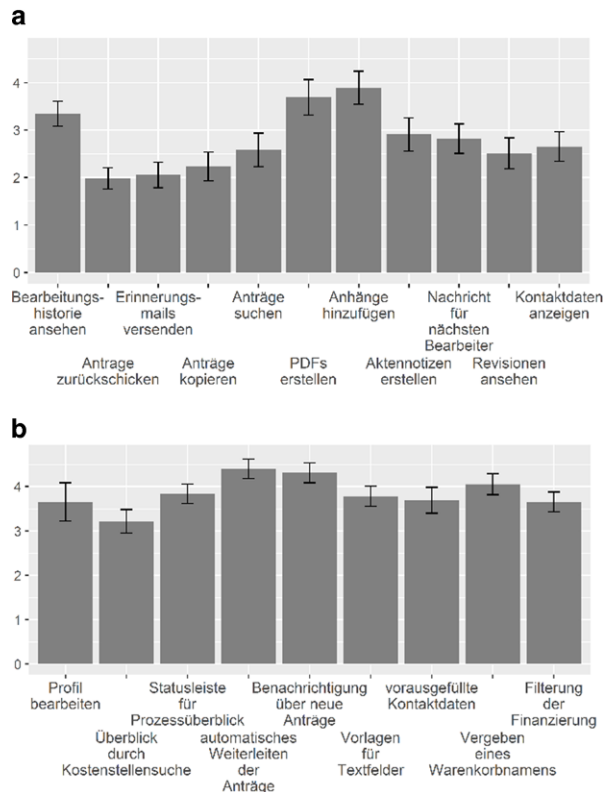 a
4
3
2
1
0
Bearbeitungs-
historie
ansehen
Antrage
zurückschicken
Erinnerungs-
mails
versenden
Anträge
kopieren
Anträge
suchen
PDFs
erstellen
Anhänge
hinzufügen
Aktennotizen
erstellen
Nachricht
für
nächsten
Bearbeiter
Revisionen
ansehen
Kontaktdaten
anzeigen
b
4
3
2
1
0
Profil
bearbeiten
Überblick
durch
Kostenstellensuche
Statusleiste
für
Prozessüberblick
automatisches
Weiterleiten
der
Anträge
Benachrichtigung
über neue
Anträge
Vorlagen
für
Textfelder
vorausgefüllte
Kontaktdaten
Vergeben
eines
Warenkorbnamens
Filterung
der
Finanzierung